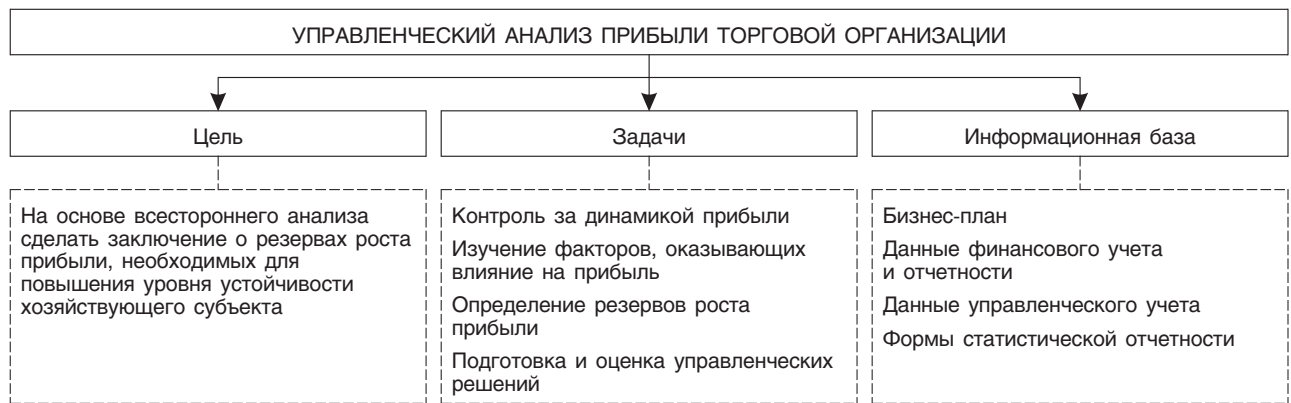 УПРАВЛЕНЧЕСКИЙ АНАЛИЗ ПРИБЫЛИ ТОРГОВОЙ ОРГАНИЗАЦИИ
Цель
На основе всестороннего анализа
сделать заключение о резервах роста
прибыли, необходимых для
повышения уровня устойчивости
хозяйствующего субъекта
Задачи
Контроль за динамикой прибыли
Изучение факторов, оказывающих
влияние на прибыль
Определение резервов роста
прибыли
Подготовка и оценка управленческих
решений
Информационная база
Бизнес-план
Данные финансового учета
и отчетности
Данные управленческого учета
Формы статистической отчетности